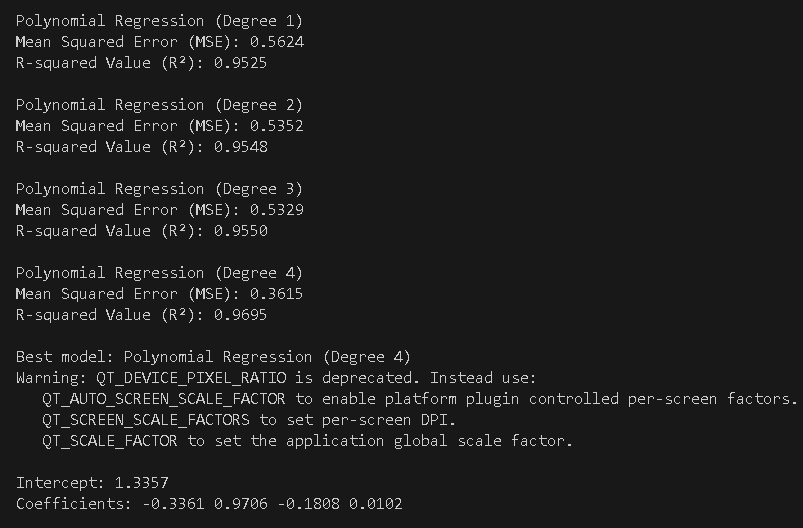 Polynomial Regression (Degree 1)
Mean Squared Error (MSE): 0.5624
R-squared Value (R²): 0.9525
Polynomial Regression (Degree 2)
Mean Squared Error (MSE): 0.5352
R-squared Value (R²): 0.9548
Polynomial Regression (Degree 3)
Mean Squared Error (MSE): 0.5329
R-squared Value (R²): 0.9550
Polynomial Regression (Degree 4)
Mean Squared Error (MSE): 0.3615
R-squared Value (R²): 0.9695
Best model: Polynomial Regression (Degree 4)
Warning: QT_DEVICE_PIXEL_RATIO is deprecated. Instead use:
QT_AUTO_SCREEN_SCALE_FACTOR to enable platform plugin controlled per-screen factors.
QT_SCREEN_SCALE_FACTORS to set per-screen DPI.
QT_SCALE_FACTOR to set the application global scale factor.
Intercept: 1.3357
Coefficients: -0.3361 0.9706 -0.1808 0.0102